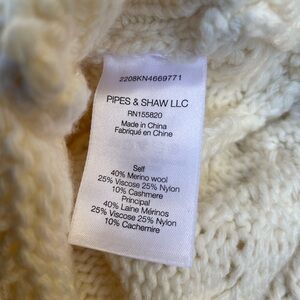 2208KN4669771
PIPES & SHAW LLC
RN155820
Made in China
Fabriqué en Chine
Self
40% Merino wool
25% Viscose 25% Nylon
10% Cashmere
Principal
40% Laine Mérinos
25% Viscose 25% Nylon
10% Cachemire